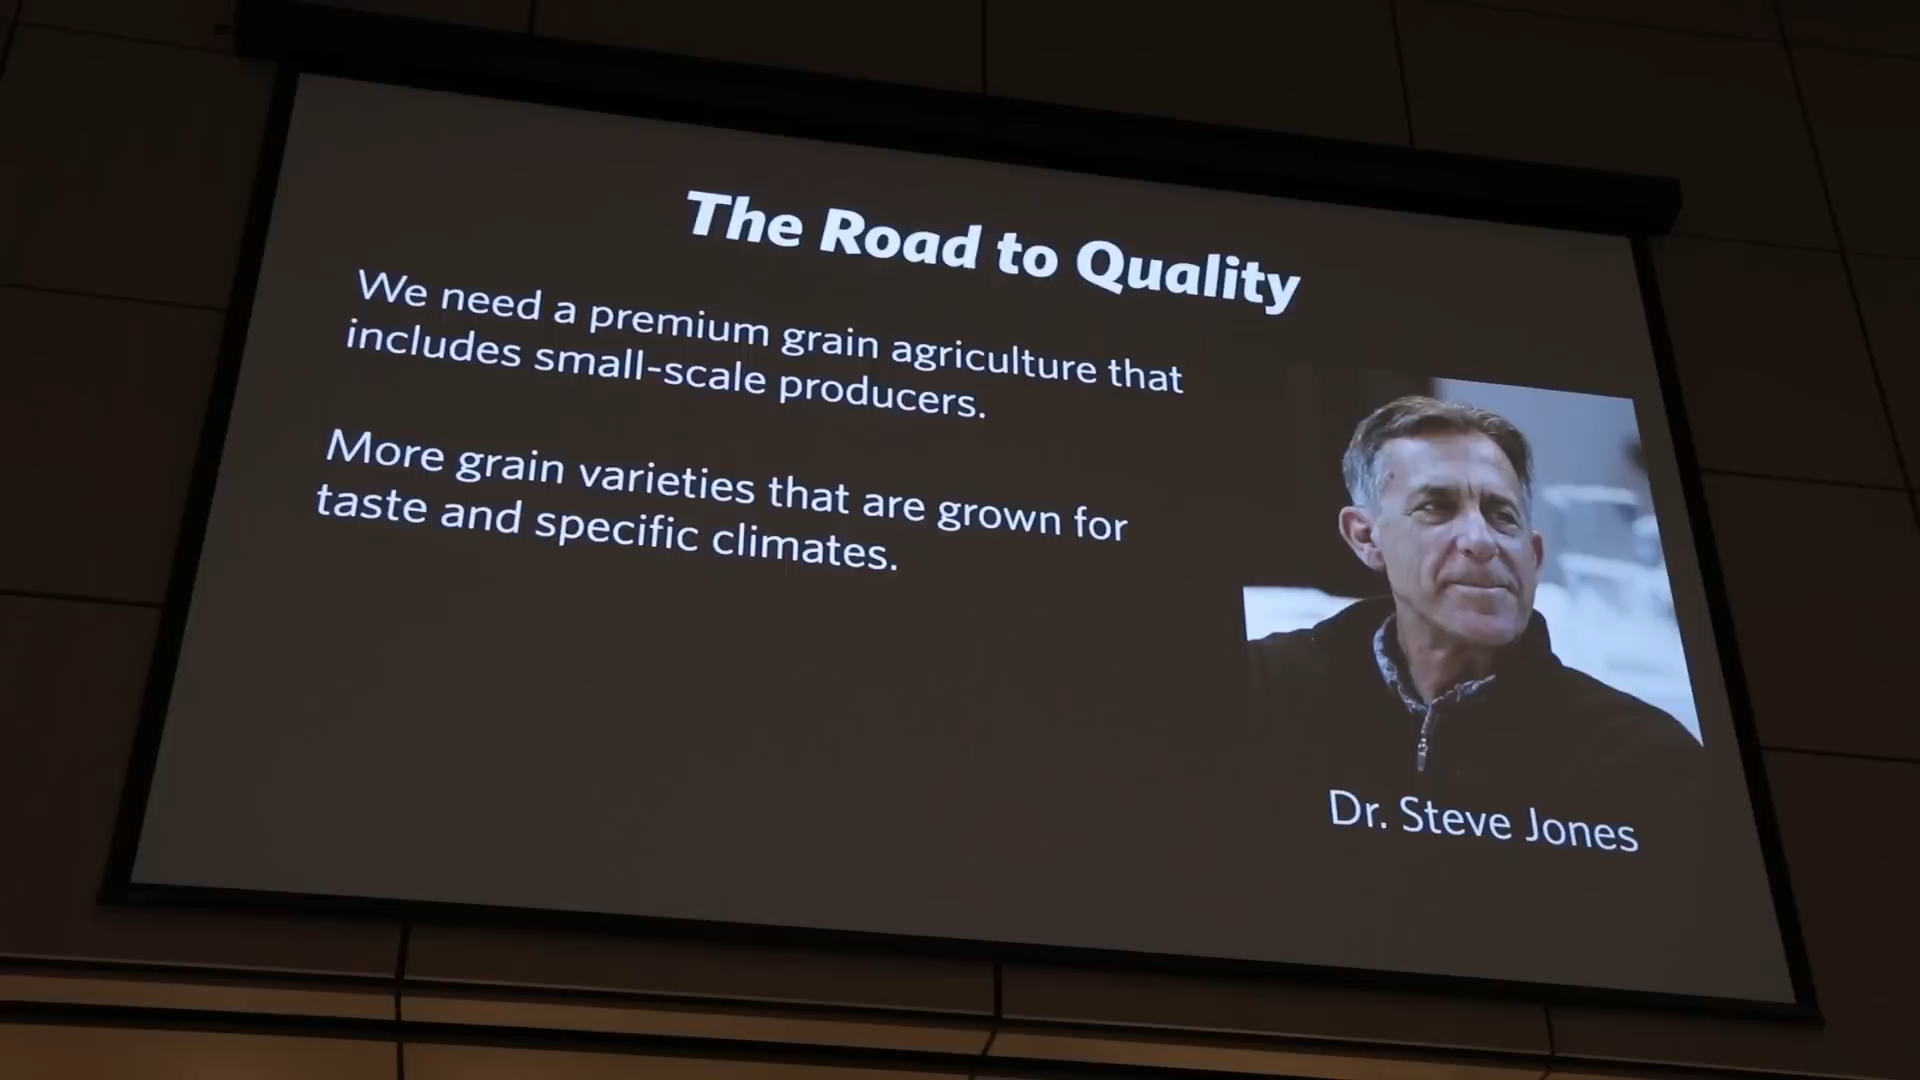 The Road to Quality
We need a premium grain agriculture that
includes small-scale producers.
More grain varieties that are grown for
taste and specific climates.
Dr. Steve Jones